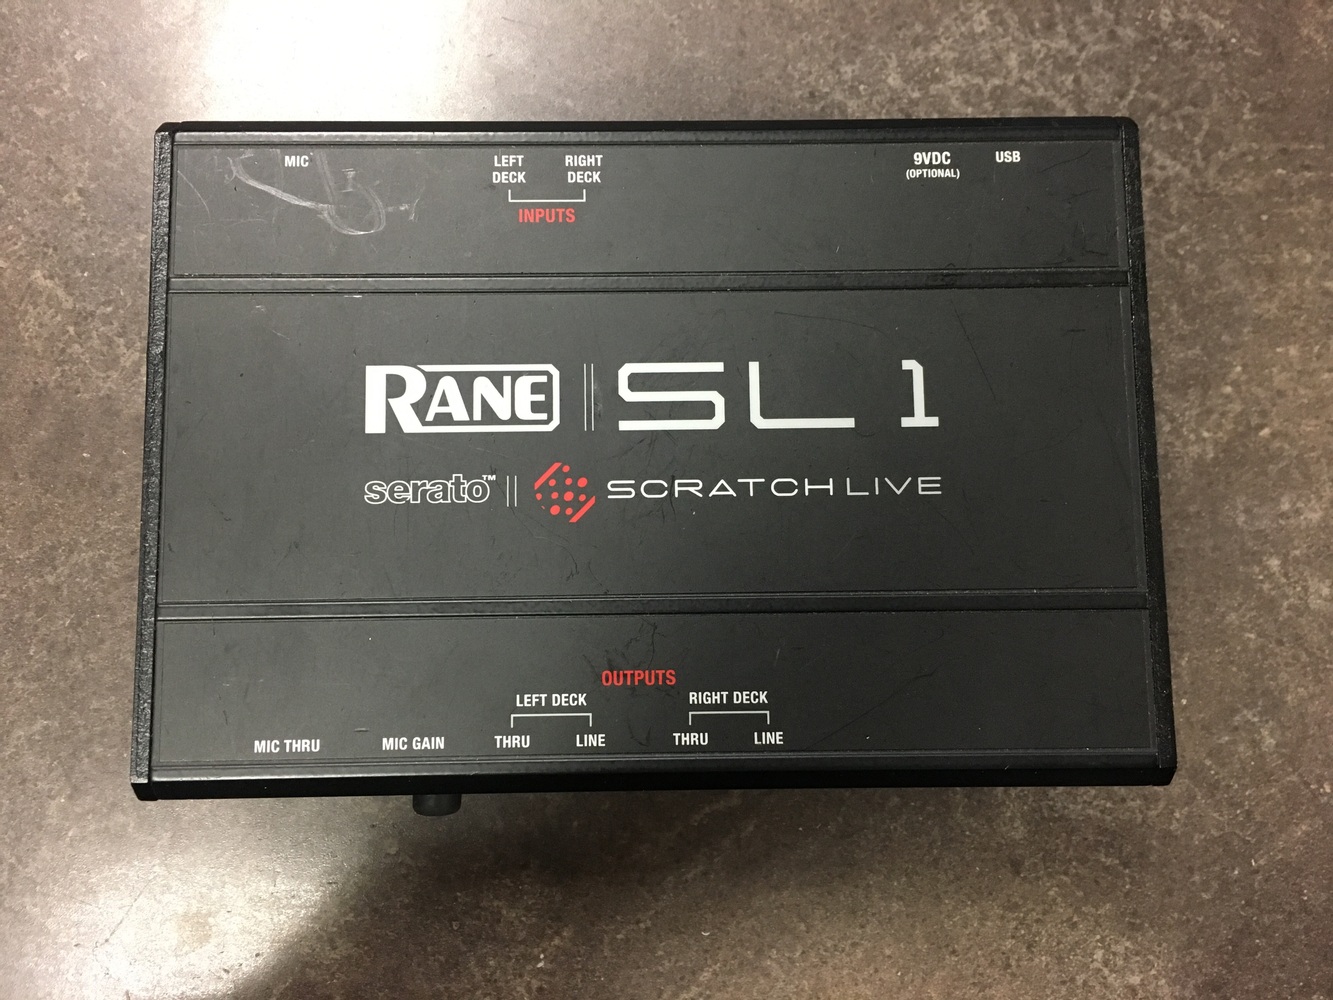 MIC
LEFT DECK
RIGHT DECK
INPUTS
9VDC
(OPTIONAL)
USB
RANE SL 1
serato™ SCRATCH LIVE
OUTPUTS
LEFT DECK
RIGHT DECK
MIC THRU
MIC GAIN
THRU
LINE
THRU
LINE